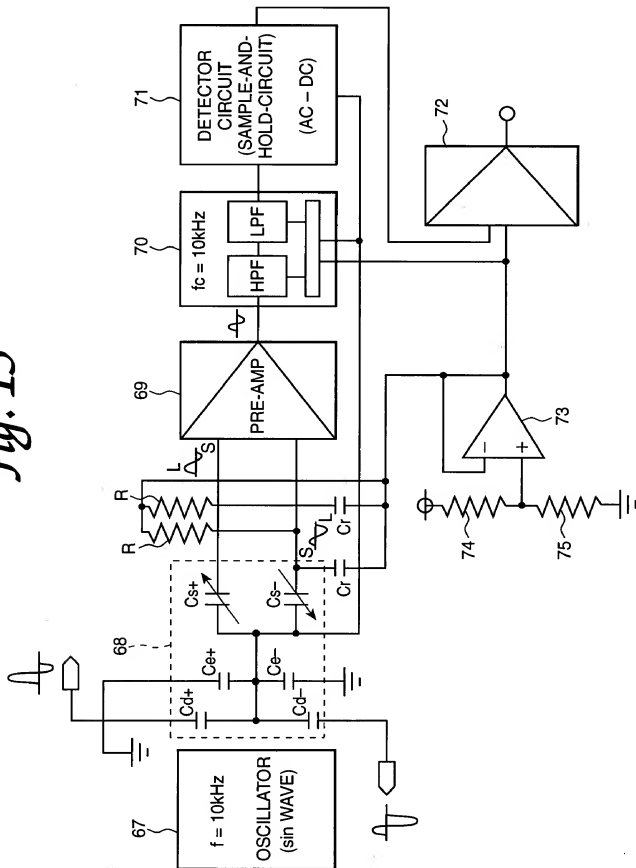 Fig. 15
67
f = 10kHz
OSCILLATOR
(sin WAVE)
68
Cd+
Cd−
Ce+
Ce−
Cs+
Cs−
R
R
S
L
L
S
Cr
Cr
69
PRE-AMP
70
fc = 10kHz
HPF
LPF
71
DETECTOR
CIRCUIT
(SAMPLE-AND-
HOLD-CIRCUIT)
(AC – DC)
72
73
−
+
74
75